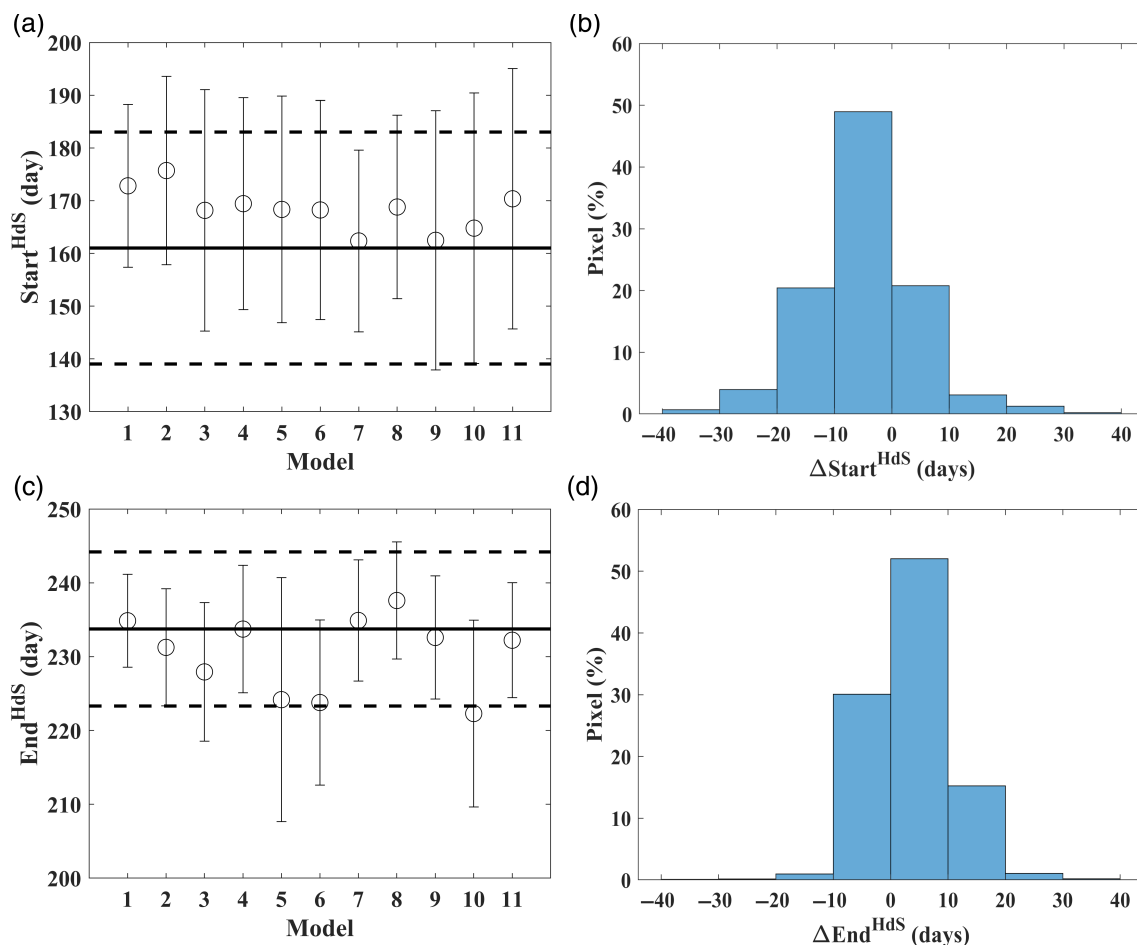 (a)
200
190
180
170
160
150
140
130
Start^HdS (day)
1 2 3 4 5 6 7 8 9 10 11
Model
(b)
60
50
40
30
20
10
0
Pixel (%)
−40 −30 −20 −10 0 10 20 30 40
ΔStart^HdS (days)
(c)
250
240
230
220
210
200
End^HdS (day)
1 2 3 4 5 6 7 8 9 10 11
Model
(d)
60
50
40
30
20
10
0
Pixel (%)
−40 −30 −20 −10 0 10 20 30 40
ΔEnd^HdS (days)